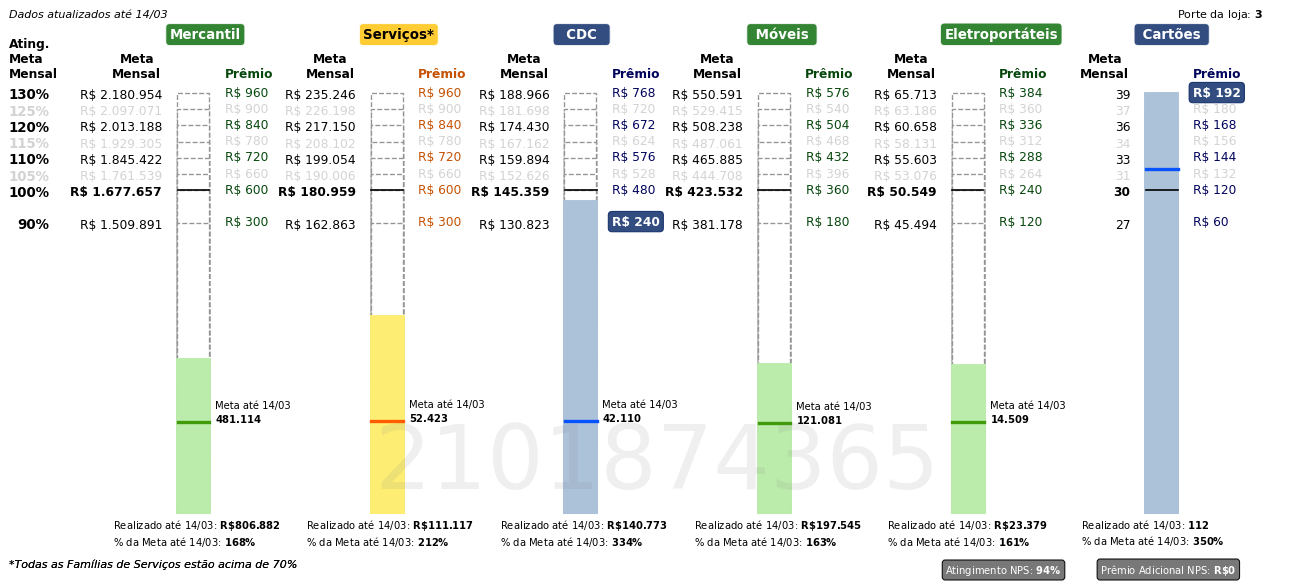 Dados atualizados até 14/03
Porte da loja: 3
Mercantil Serviços* CDC Móveis Eletroportáteis Cartões
Ating. Meta Mensal
Meta Mensal Prêmio Meta Mensal Prêmio Meta Mensal Prêmio Meta Mensal Prêmio Meta Mensal Prêmio Meta Mensal Prêmio
130% R$ 2.180.954 R$ 960 R$ 235.246 R$ 960 R$ 188.966 R$ 768 R$ 550.591 R$ 576 R$ 65.713 R$ 384 39 R$ 192
125% R$ 2.097.071 R$ 900 R$ 226.198 R$ 900 R$ 181.698 R$ 720 R$ 529.415 R$ 540 R$ 63.186 R$ 360 37 R$ 180
120% R$ 2.013.188 R$ 840 R$ 217.150 R$ 840 R$ 174.430 R$ 672 R$ 508.238 R$ 504 R$ 60.658 R$ 336 36 R$ 168
115% R$ 1.929.305 R$ 780 R$ 208.102 R$ 780 R$ 167.162 R$ 624 R$ 487.061 R$ 468 R$ 58.131 R$ 312 34 R$ 156
110% R$ 1.845.422 R$ 720 R$ 199.054 R$ 720 R$ 159.894 R$ 576 R$ 465.885 R$ 432 R$ 55.603 R$ 288 33 R$ 144
105% R$ 1.761.539 R$ 660 R$ 190.006 R$ 660 R$ 152.626 R$ 528 R$ 444.708 R$ 396 R$ 53.076 R$ 264 31 R$ 132
100% R$ 1.677.657 R$ 600 R$ 180.959 R$ 600 R$ 145.359 R$ 480 R$ 423.532 R$ 360 R$ 50.549 R$ 240 30 R$ 120
90% R$ 1.509.891 R$ 300 R$ 162.863 R$ 300 R$ 130.823 R$ 240 R$ 381.178 R$ 180 R$ 45.494 R$ 120 27 R$ 60
Meta até 14/03 Meta até 14/03 Meta até 14/03 Meta até 14/03 Meta até 14/03
481.114 52.423 42.110 121.081 14.509
2101874365
Realizado até 14/03: R$806.882 Realizado até 14/03: R$111.117 Realizado até 14/03: R$140.773 Realizado até 14/03: R$197.545 Realizado até 14/03: R$23.379 Realizado até 14/03: 112
% da Meta até 14/03: 168% % da Meta até 14/03: 212% % da Meta até 14/03: 334% % da Meta até 14/03: 163% % da Meta até 14/03: 161% % da Meta até 14/03: 350%
*Todas as Famílias de Serviços estão acima de 70%
Atingimento NPS: 94% Prêmio Adicional NPS: R$0